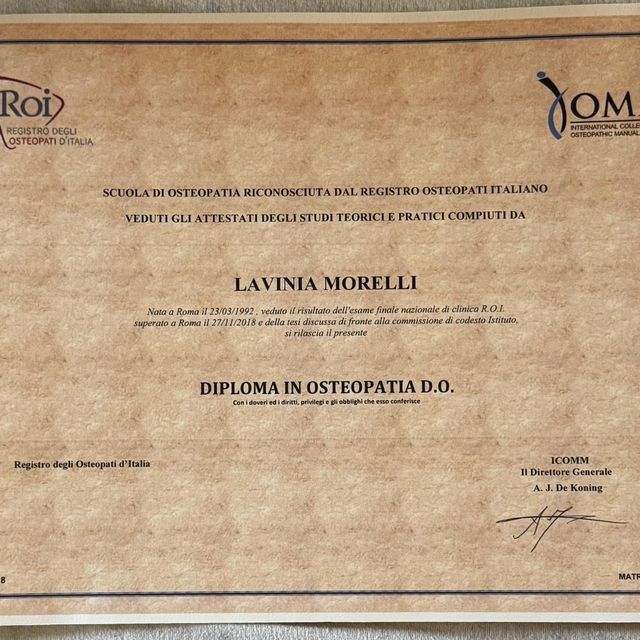 Roi
REGISTRO DEGLI
OSTEOPATI D'ITALIA
INTERNATIONAL
OSTEOPATHIC MANUAL
SCUOLA DI OSTEOPATIA RICONOSCIUTA DAL REGISTRO OSTEOPATI ITALIANO
VEDUTI GLI ATTESTATI DEGLI STUDI TEORICI E PRATICI COMPIUTI DA
LAVINIA MORELLI
Nata a Roma il 23/03/1992 , veduto il risultato dell'esame finale nazionale di clinica R.O.I.
superato a Roma il 27/11/2018 e della tesi discussa di fronte alla commissione di codesto Istituto,
si rilascia il presente
DIPLOMA IN OSTEOPATIA D.O.
Con i doveri ed i diritti, privilegi e gli obblighi che esso conferisce
Registro degli Osteopati d'Italia
ICOMM
Il Direttore Generale
A. J. De Koning
8
MATR